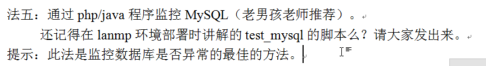 法五：通过 php/java 程序监控 MySQL（老男孩老师推荐）。
还记得在 lanmp 环境部署时讲解的 test_mysql 的脚本么？请大家发出来。
提示：此法是监控数据库是否异常的最佳的方法。